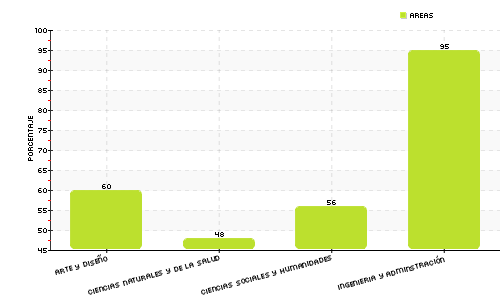 AREAS
100
95
90
85
80
75
70
65
60
55
50
45
PORCENTAJE
60
48
56
95
ARTE Y DISEÑO
CIENCIAS NATURALES Y DE LA SALUD
CIENCIAS SOCIALES Y HUMANIDADES
INGENIERIA Y ADMINSTRACIÓN